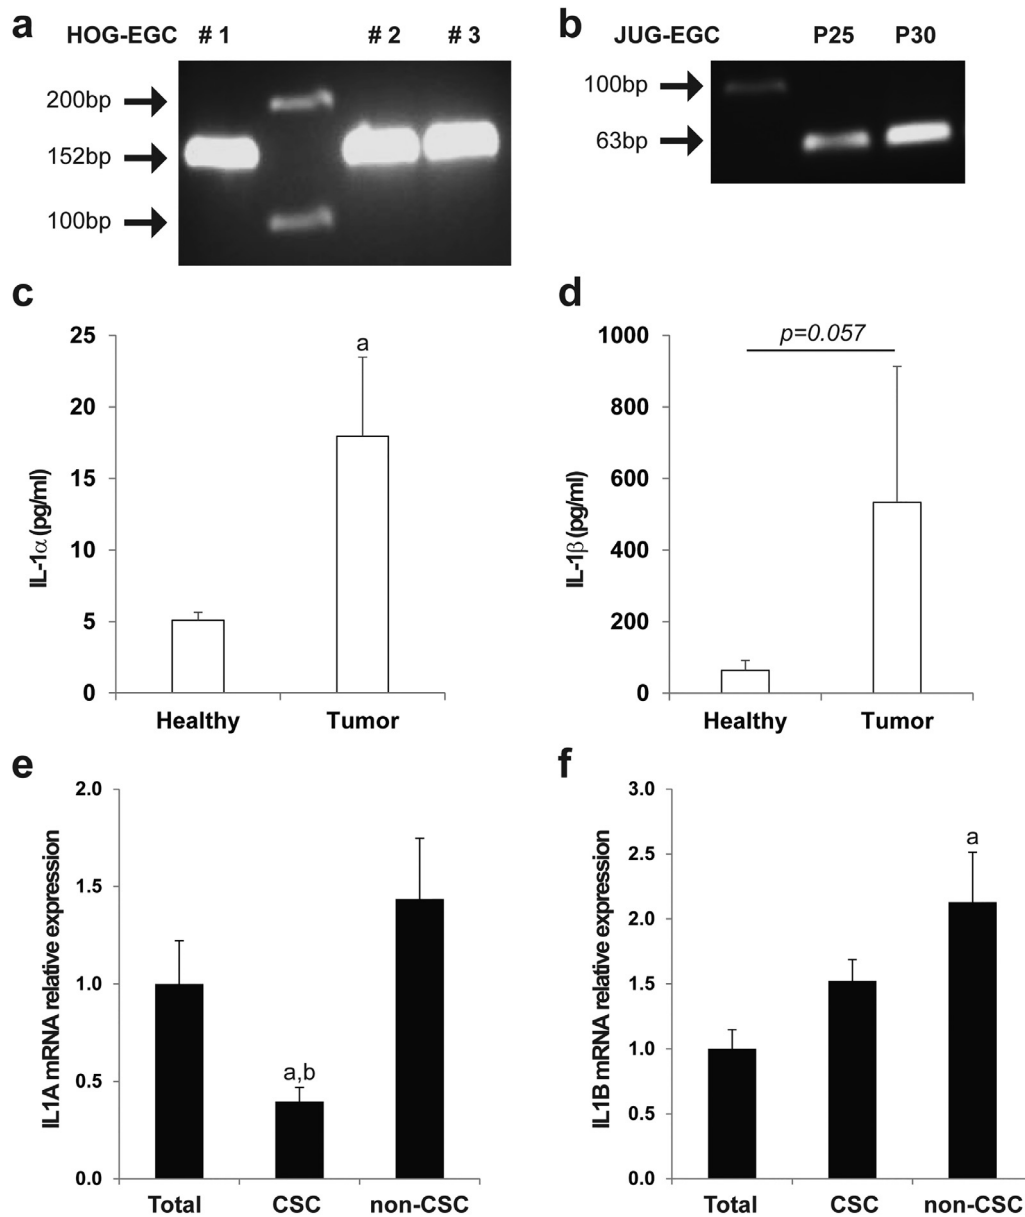 a
HOG-EGC # 1 # 2 # 3
200bp
152bp
100bp
b
JUG-EGC P25 P30
100bp
63bp
c
IL-1α (pg/ml)
25
20
15
10
5
0
a
Healthy Tumor
d
IL-1β (pg/ml)
1000
800
600
400
200
0
p=0.057
Healthy Tumor
e
IL1A mRNA relative expression
2.0
1.5
1.0
0.5
0.0
a,b
Total CSC non-CSC
f
IL1B mRNA relative expression
3.0
2.5
2.0
1.5
1.0
0.5
0.0
a
Total CSC non-CSC